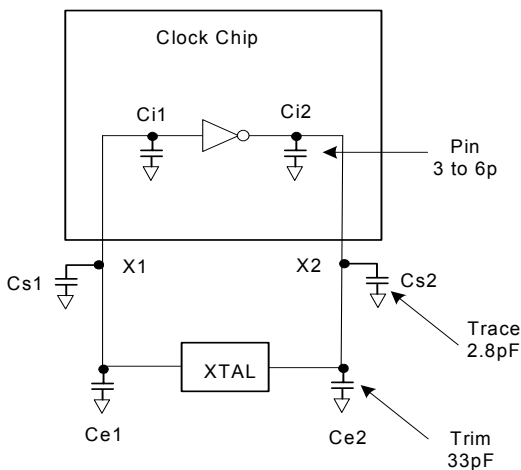 Clock Chip
Ci1
Ci2
Pin
3 to 6p
X1
X2
Cs1
Cs2
Trace
2.8pF
XTAL
Ce1
Ce2
Trim
33pF